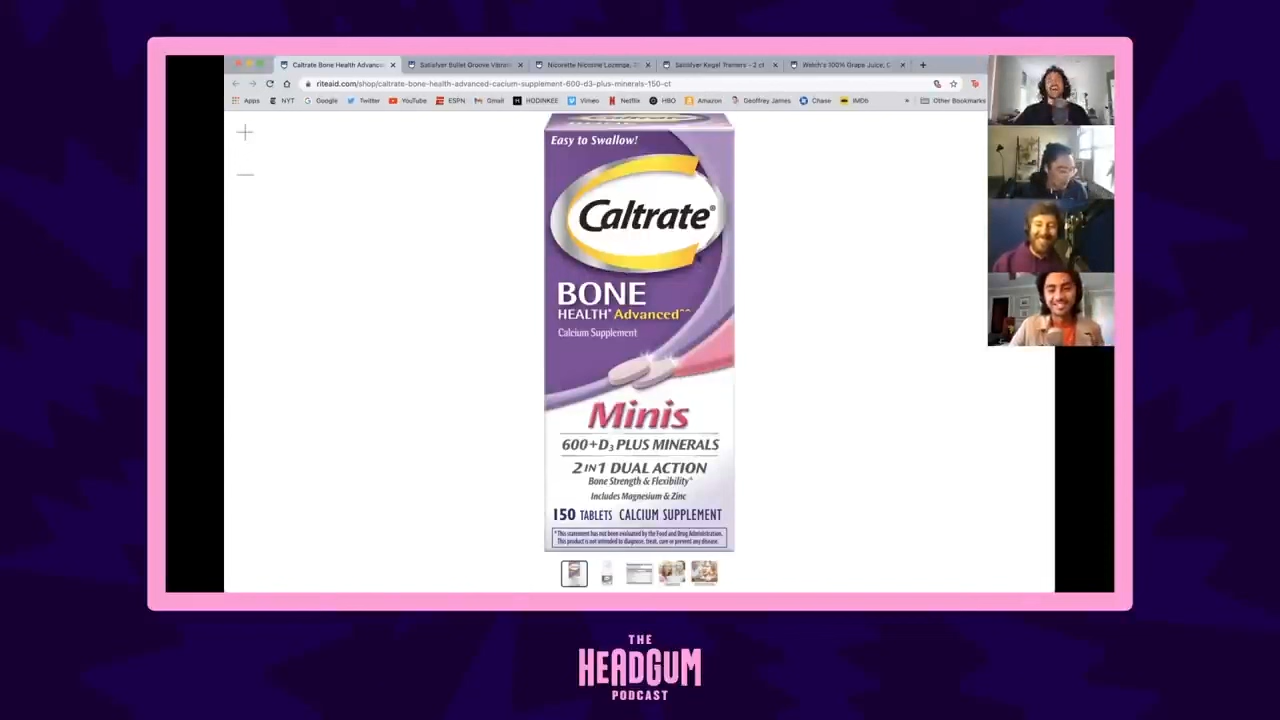 Caltrate Bone Health Advanc
Satisfyer Bullet Groove Vibrat
Nicorette Nicotine Lozenge, 2
Satisfyer Kegel Trainers - 2 ct
Welch's 100% Grape Juice, C
riteaid.com/shop/caltrate-bone-health-advanced-cacium-supplement-600-d3-plus-minerals-150-ct
Apps NYT Google Twitter YouTube ESPN Gmail HODINKEE Vimeo Netflix HBO Amazon Geoffrey James Chase IMDb » Other Bookmarks
Easy to Swallow!
Caltrate®
BONE
HEALTH* Advanced^^
Calcium Supplement
Minis
600+D3 PLUS MINERALS
2 IN 1 DUAL ACTION
Bone Strength & Flexibility^
Includes Magnesium & Zinc
150 TABLETS CALCIUM SUPPLEMENT
*This statement has not been evaluated by the Food and Drug Administration.
This product is not intended to diagnose, treat, cure or prevent any disease.
THE
HEADGUM
PODCAST